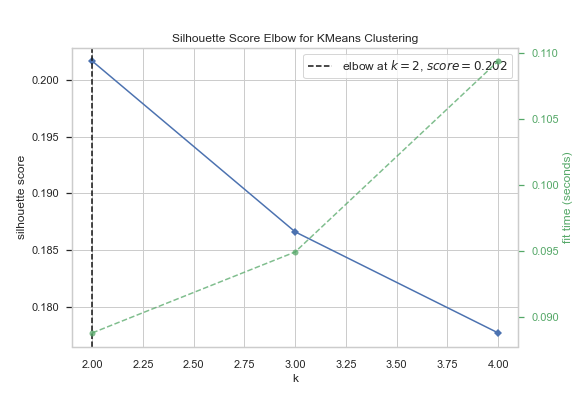 Silhouette Score Elbow for KMeans Clustering
elbow at k = 2, score = 0.202
silhouette score
0.200
0.195
0.190
0.185
0.180
0.110
0.105
0.100
0.095
0.090
fit time (seconds)
2.00 2.25 2.50 2.75 3.00 3.25 3.50 3.75 4.00
k